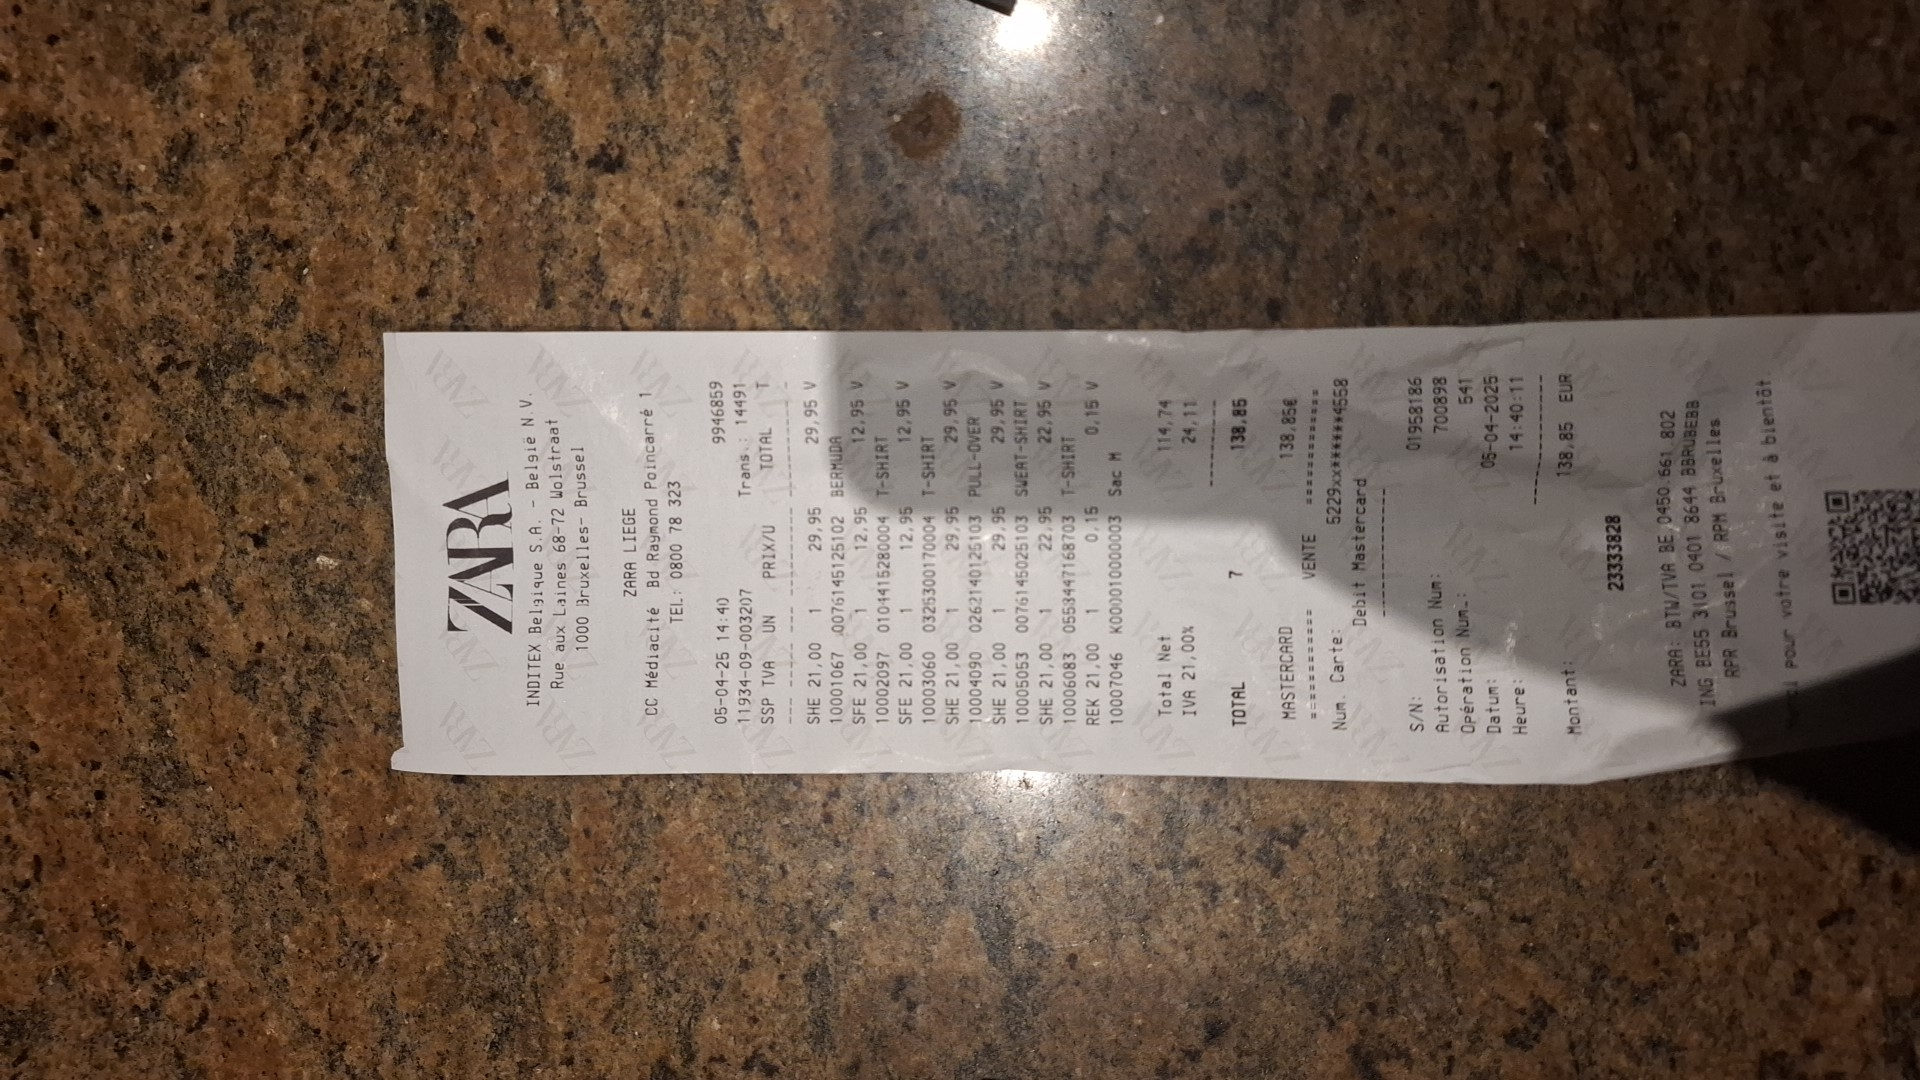 ZARA
INDITEX Belgique S.A. - België N.V.
Rue aux Laines 68-72 Wolstraat
1000 Bruxelles- Brussel
ZARA LIEGE
CC Médiacité Bd Raymond Poincarré 1
TEL: 0800 78 323
05-04-25 14:40 9946859
11934-09-003207 Trans.: 14491
SSP TVA UN PRIX/U TOTAL T
SHE 21,00 1 29,95 29,95 V
10001067 0076145125102 BERMUDA
SFE 21,00 1 12,95 12,95 V
10002097 01044115280004 T-SHIRT
SFE 21,00 1 12,95 12,95 V
10003060 03253001170004 T-SHIRT
SHE 21,00 1 29,95 29,95 V
10004090 0262140125103 PULL-OVER
SHE 21,00 1 29,95 29,95 V
10005053 0076145025103 SWEAT-SHIRT
SHE 21,00 1 22,95 22,95 V
10006083 05584471168703 T-SHIRT
REK 21,00 1 0,15 0,15 V
10007046 K0000100000003 Sac M
Total Net 114,74
IVA 21,00% 24,11
TOTAL 7 138,85
MASTERCARD 138,85€
============ VENTE ============
Num. Carte: 5229xx******4558
Debit Mastercard
S/N: 01958186
Autorisation Num: 700898
Opération Num.: 541
Datum: 05-04-2025
Heure: 14:40:11
Montant: 138,85 EUR
23333828
ZARA: BTW/TVA BE 0450.661.802
ING BE55 3101 0401 8644 BBRUBEBB
RPR Brussel / RPM Bruxelles
pour votre visite et à bientôt